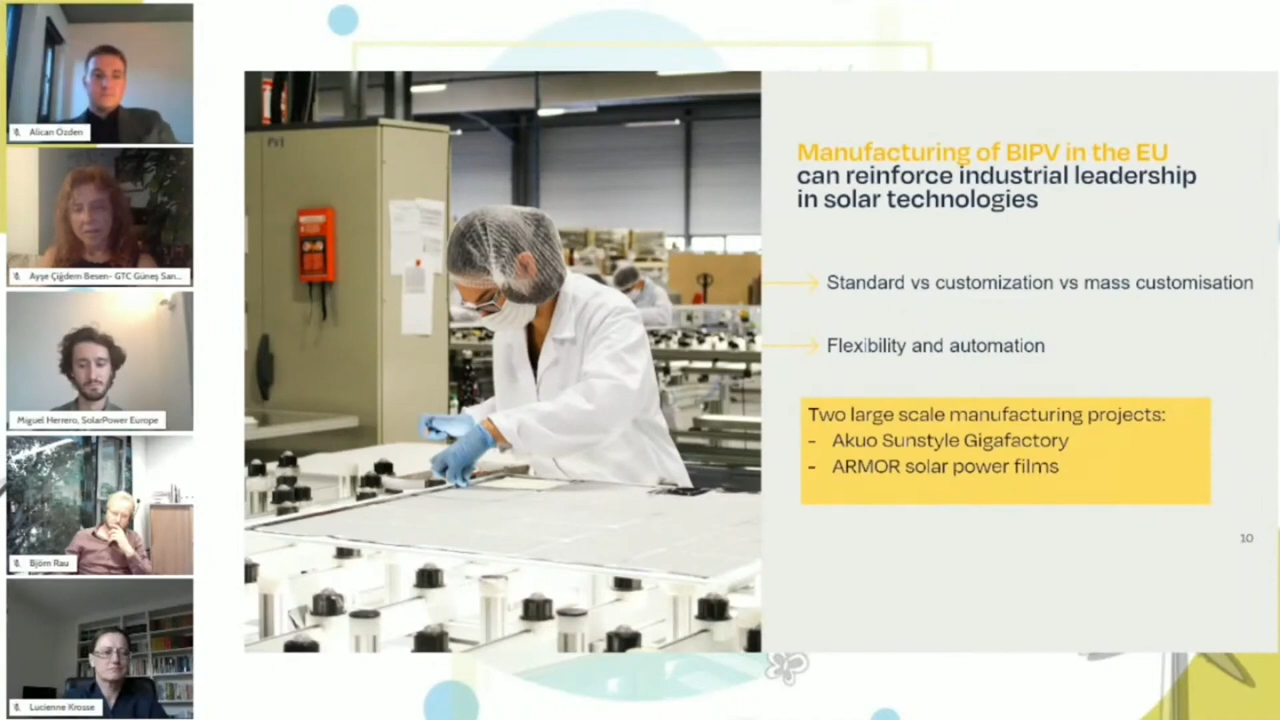 Alican Özden
Ayşe Çiğdem Besen- GTC Güneş San...
Miguel Herrero, SolarPower Europe
Björn Rau
Lucienne Krosse
Manufacturing of BIPV in the EU
can reinforce industrial leadership
in solar technologies
Standard vs customization vs mass customisation
Flexibility and automation
Two large scale manufacturing projects:
- Akuo Sunstyle Gigafactory
- ARMOR solar power films
10